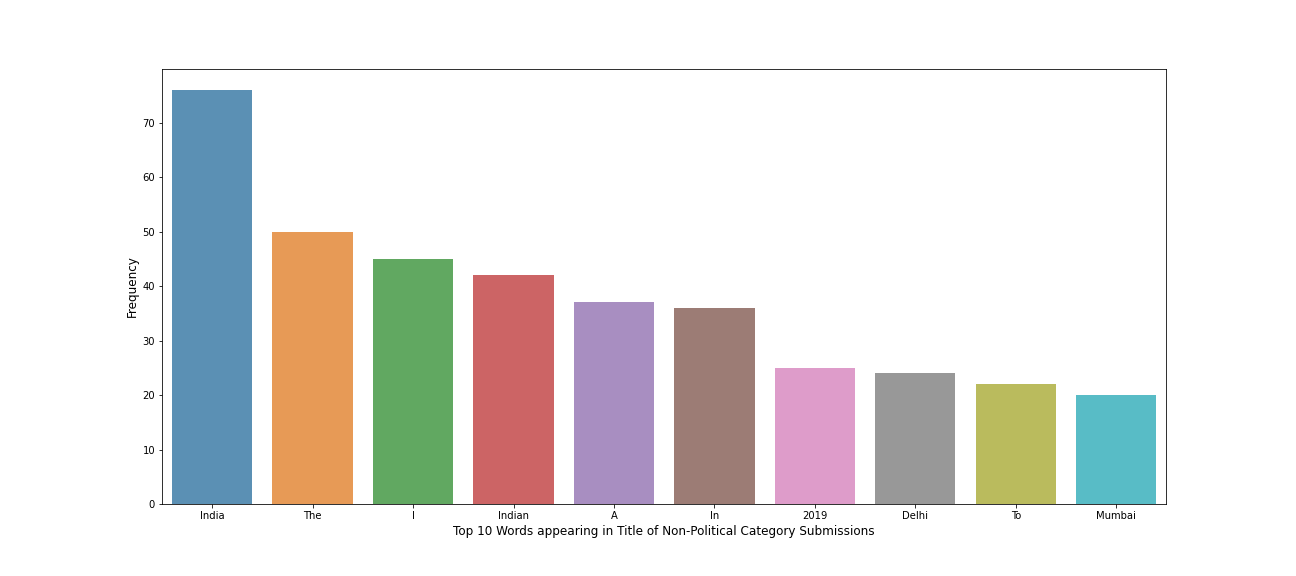 70
60
50
40
30
20
10
0
Frequency
India The I Indian A In 2019 Delhi To Mumbai
Top 10 Words appearing in Title of Non-Political Category Submissions